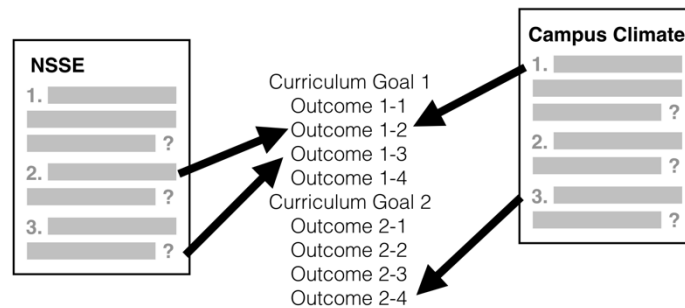 NSSE
1.
?
2.
?
3.
?
Curriculum Goal 1
Outcome 1-1
Outcome 1-2
Outcome 1-3
Outcome 1-4
Curriculum Goal 2
Outcome 2-1
Outcome 2-2
Outcome 2-3
Outcome 2-4
Campus Climate
1.
?
2.
?
3.
?